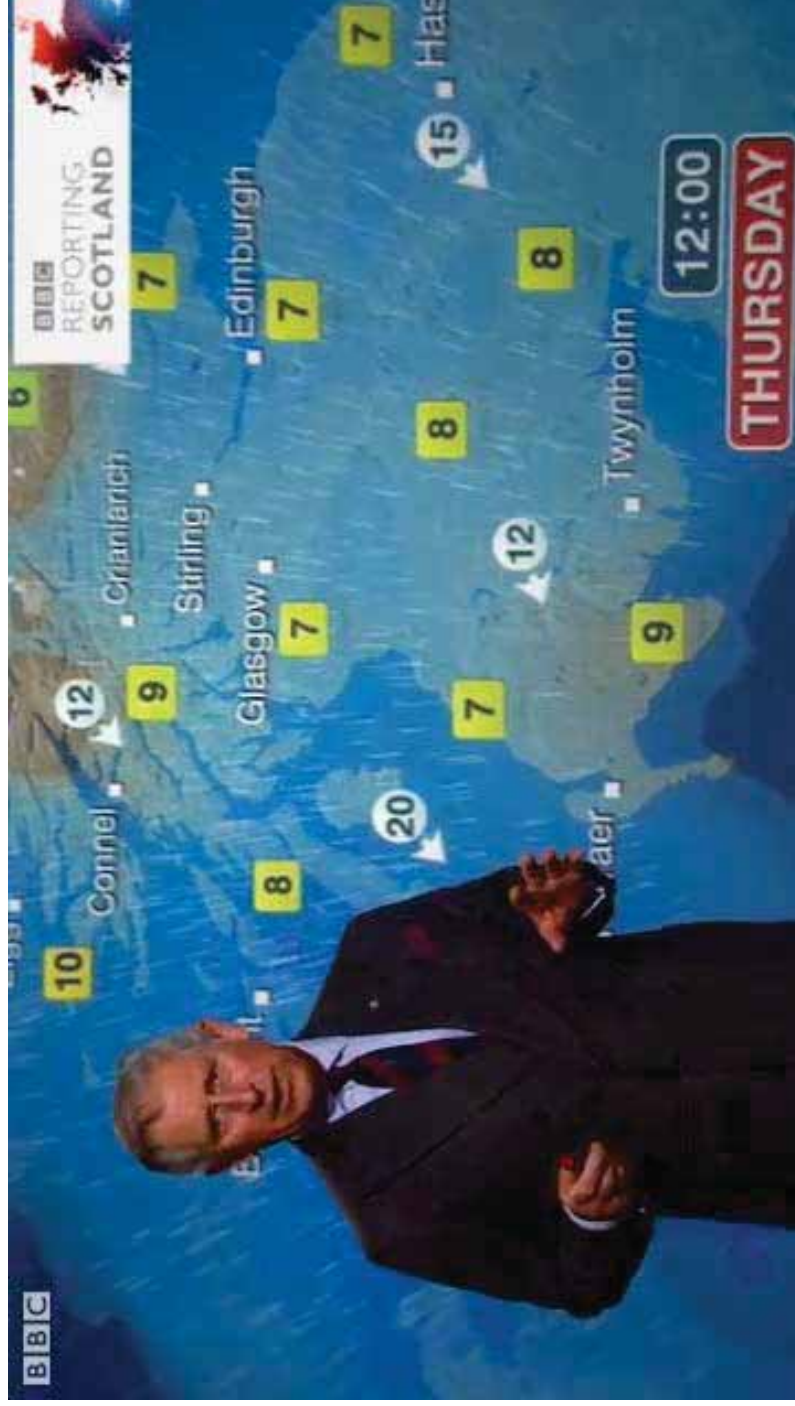 BBC
BBC
REPORTING
SCOTLAND
6
10
12
Crianlarich
Connel
9
7
Stirling
Edinburgh
7
8
Glasgow
7
7
20
15
7
8
12
8
9
Twynholm
12:00
THURSDAY